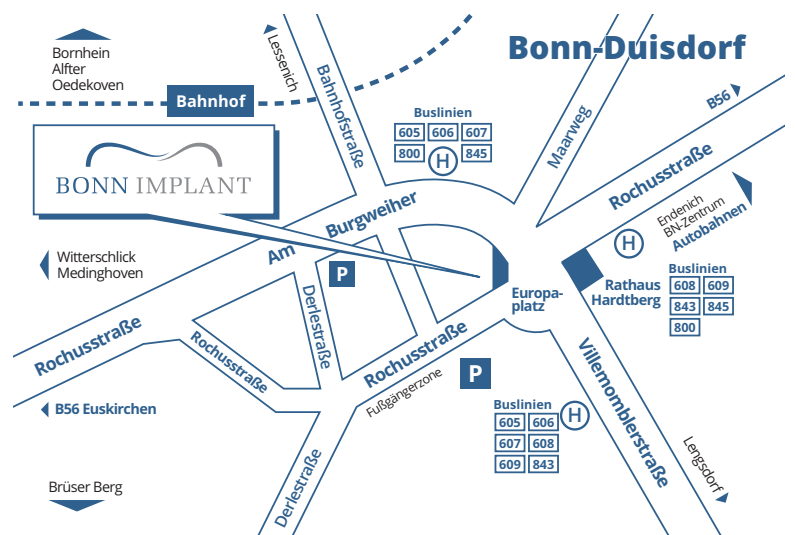 Bonn-Duisdorf
Bornhein
Alfter
Oedekoven
Lessenich
Bahnhof
Bahnhofstraße
Buslinien
605 606 607
800 H 845
Maarweg
B56
Rochusstraße
BONN IMPLANT
Am Burgweiher
Endenich
BN-Zentrum
Autobahnen
H
Witterschlick
Medinghoven
P
Derlestraße
Europa-
platz
Rathaus
Hardtberg
Buslinien
608 609
843 845
800
Rochusstraße
Rochusstraße
Rochusstraße
Fußgängerzone
P
Villemomblerstraße
B56 Euskirchen
Buslinien
H
605 606
607 608
609 843
Lengsdorf
Brüser Berg
Derlestraße